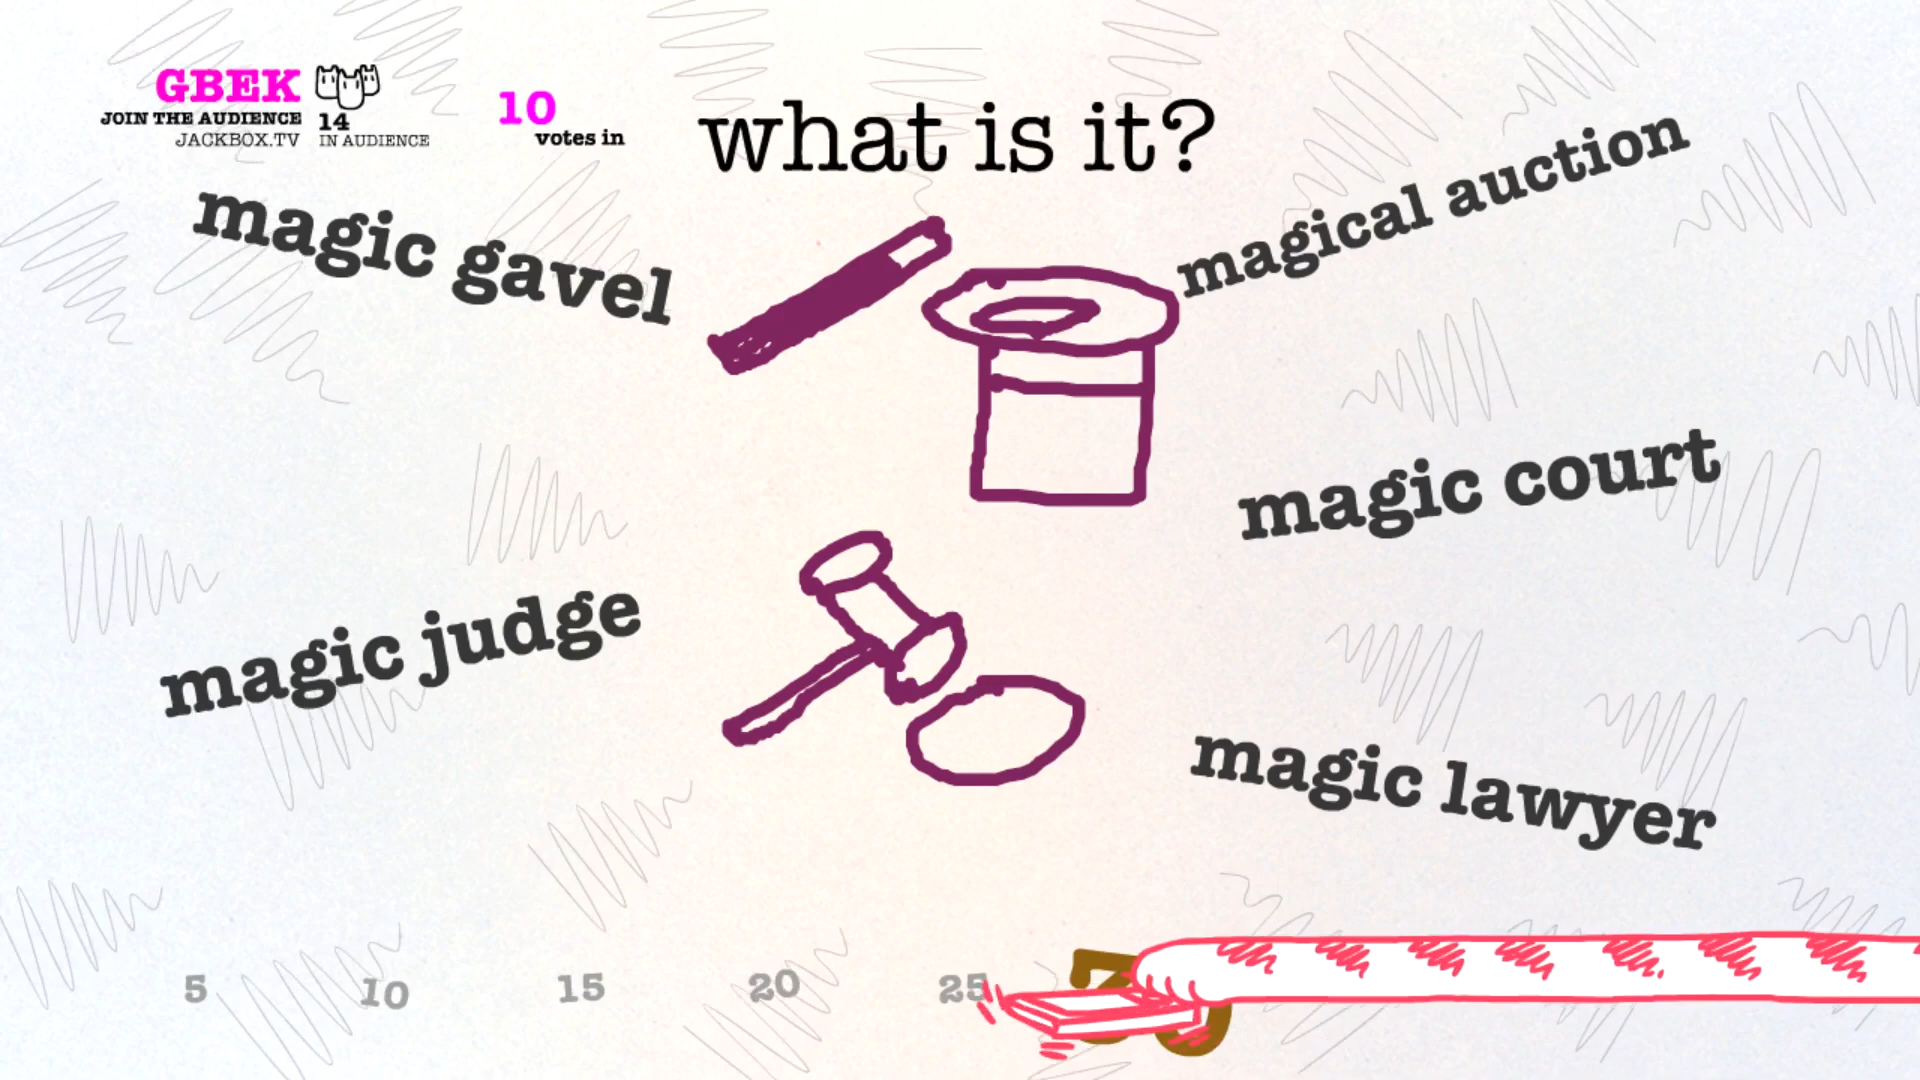 GBEK
JOIN THE AUDIENCE
JACKBOX.TV
14
IN AUDIENCE
10
votes in
what is it?
magic gavel
magical auction
magic court
magic judge
magic lawyer
5
10
15
20
25